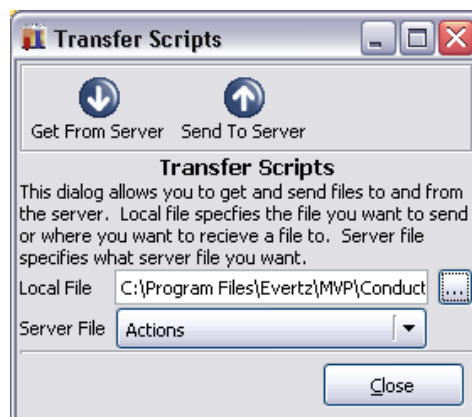 Transfer Scripts
Get From Server Send To Server
Transfer Scripts
This dialog allows you to get and send files to and from
the server. Local file specfies the file you want to send
or where you want to recieve a file to. Server file
specifies what server file you want.
Local File C:\Program Files\Evertz\MVP\Conduct ...
Server File Actions
Close